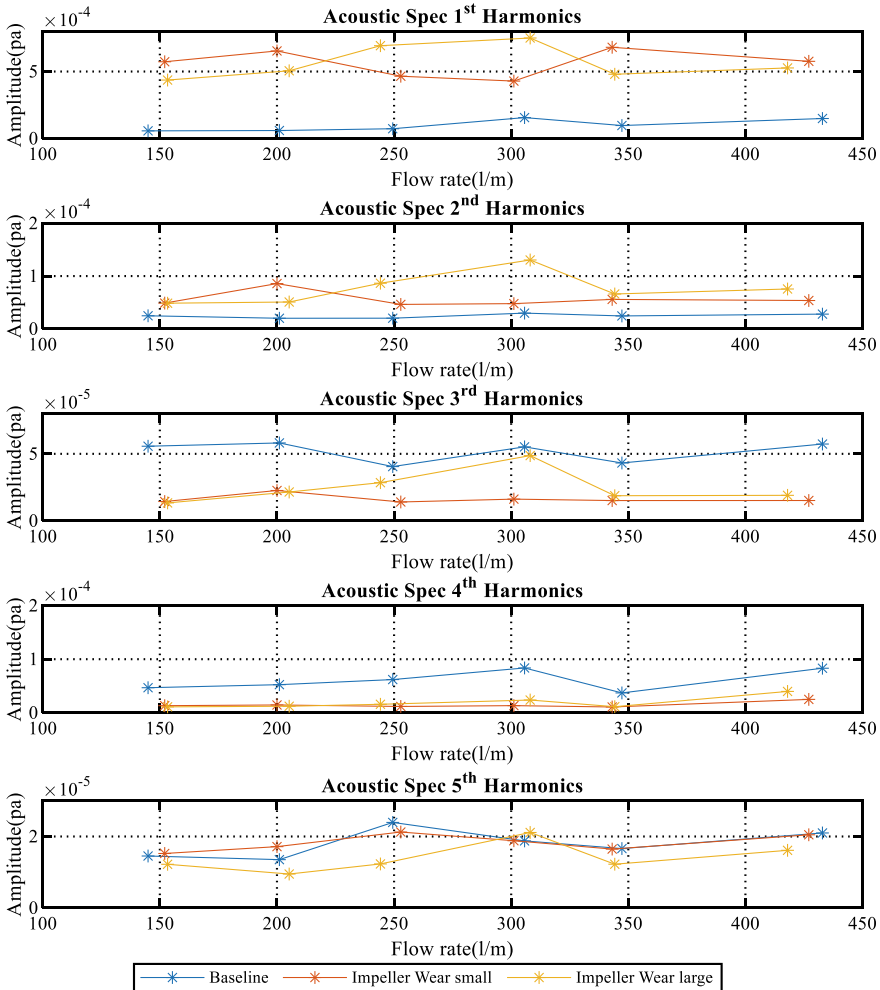 Acoustic Spec 1st Harmonics
×10-4
Amplitude(pa)
5
0
100 150 200 250 300 350 400 450
Flow rate(l/m)
Acoustic Spec 2nd Harmonics
×10-4
Amplitude(pa)
2
1
0
100 150 200 250 300 350 400 450
Flow rate(l/m)
Acoustic Spec 3rd Harmonics
×10-5
Amplitude(pa)
5
0
100 150 200 250 300 350 400 450
Flow rate(l/m)
Acoustic Spec 4th Harmonics
×10-4
Amplitude(pa)
2
1
0
100 150 200 250 300 350 400 450
Flow rate(l/m)
Acoustic Spec 5th Harmonics
×10-5
Amplitude(pa)
2
0
100 150 200 250 300 350 400 450
Flow rate(l/m)
Baseline Impeller Wear small Impeller Wear large